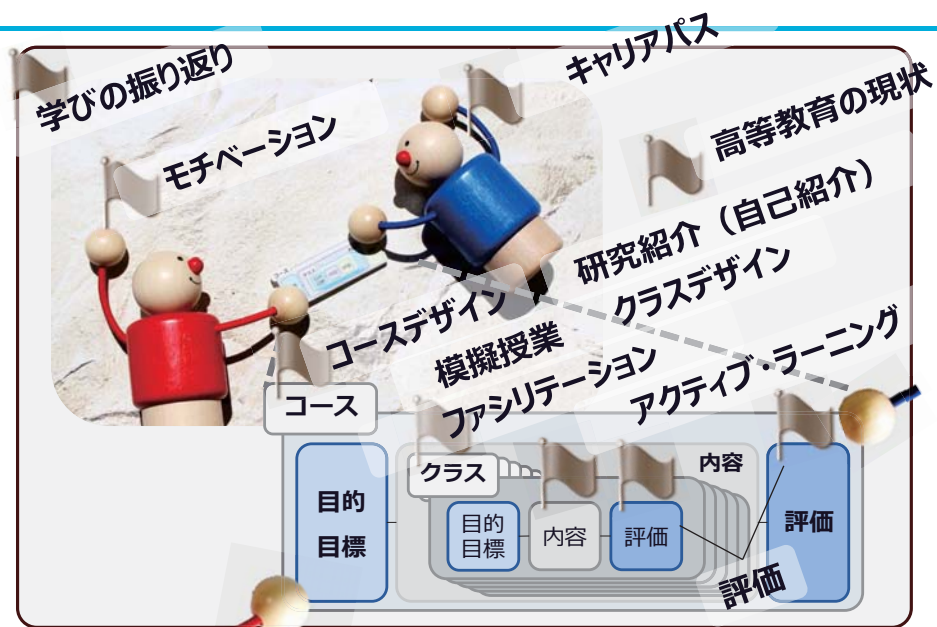 キャリアパス
学びの振り返り
高等教育の現状
モチベーション
研究紹介（自己紹介）
クラスデザイン
コースデザイン
模擬授業
アクティブ・ラーニング
ファシリテーション
コース
クラス
内容
目的
目標
目的
目標
内容
評価
評価
評価